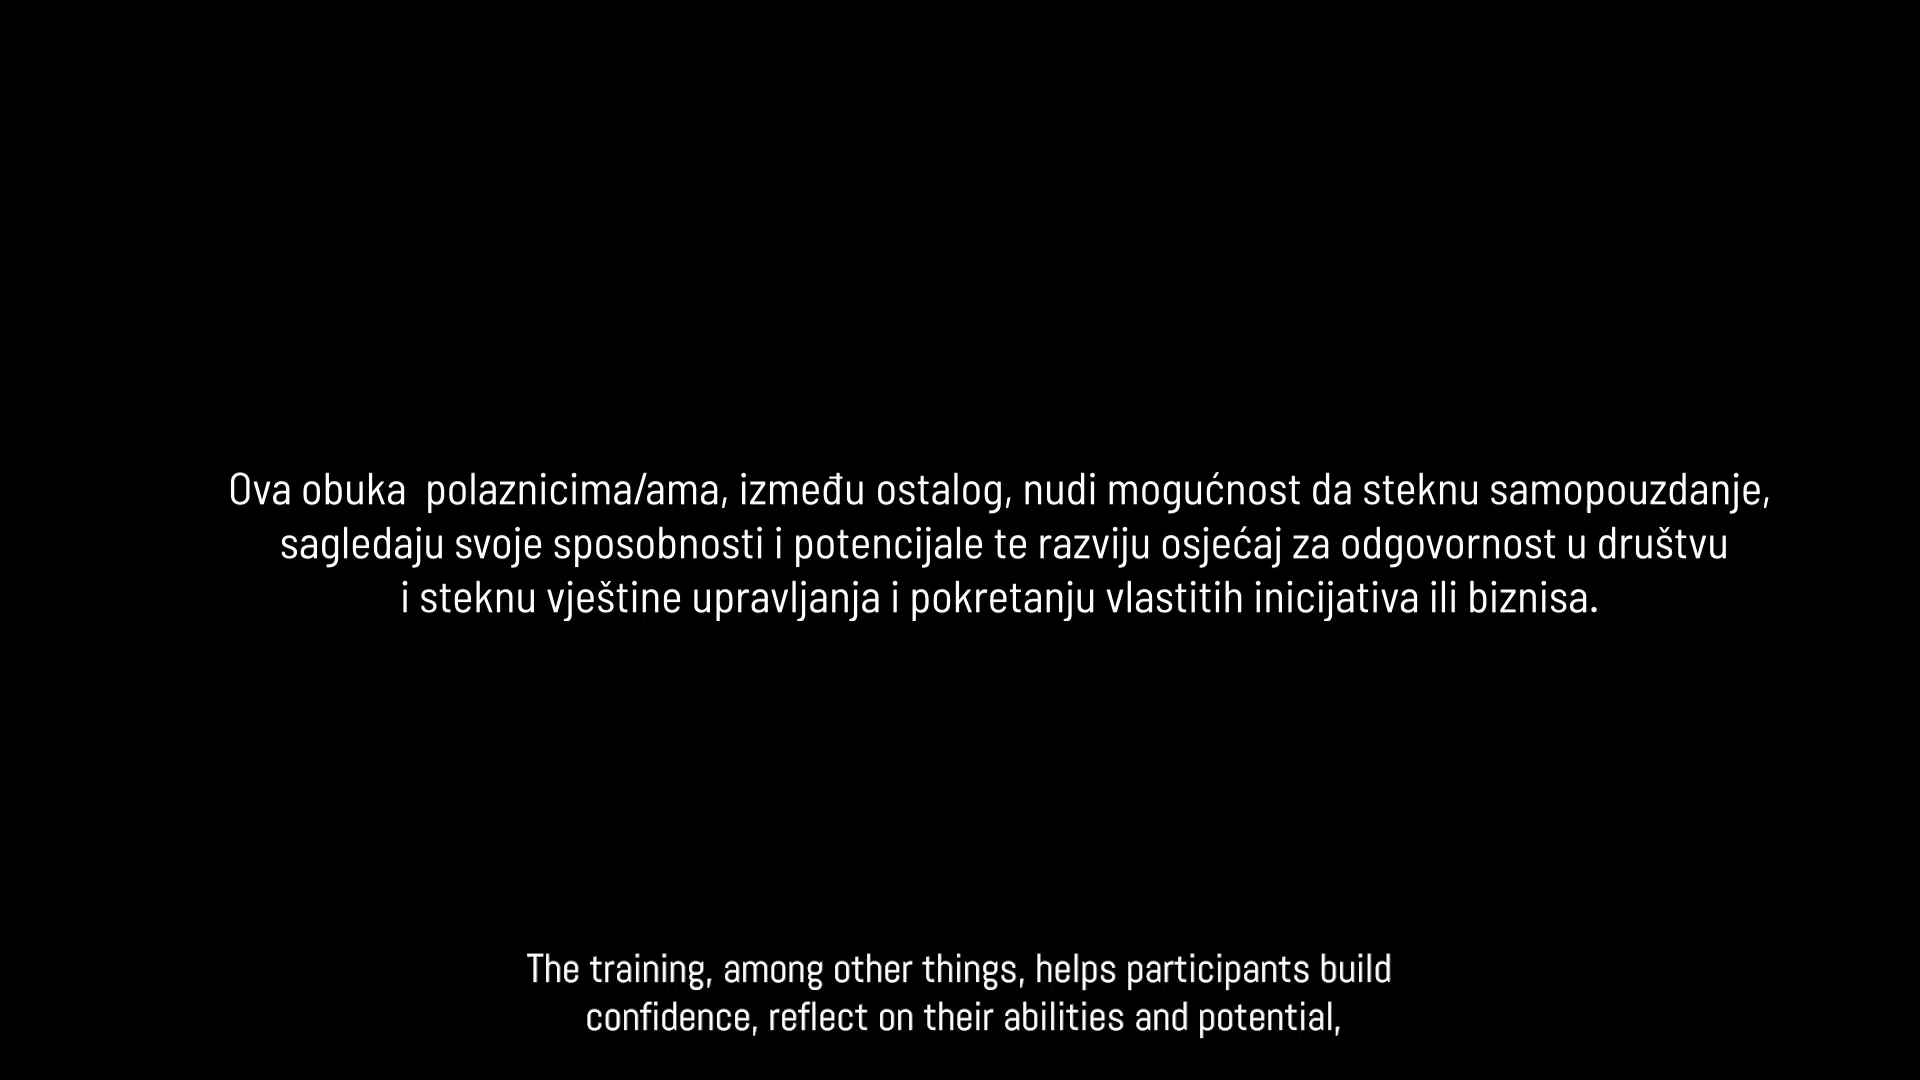 Ova obuka  polaznicima/ama, između ostalog, nudi mogućnost da steknu samopouzdanje,
sagledaju svoje sposobnosti i potencijale te razviju osjećaj za odgovornost u društvu
i steknu vještine upravljanja i pokretanju vlastitih inicijativa ili biznisa.
The training, among other things, helps participants build
confidence, reflect on their abilities and potential,